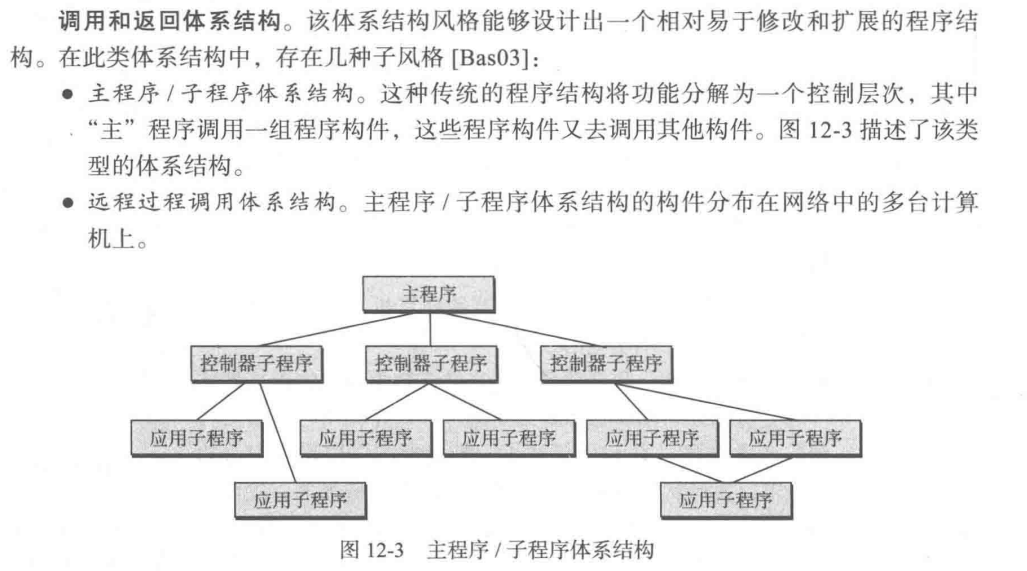 调用和返回体系结构。该体系结构风格能够设计出一个相对易于修改和扩展的程序结
构。在此类体系结构中，存在几种子风格 [Bas03]：
● 主程序 / 子程序体系结构。这种传统的程序结构将功能分解为一个控制层次，其中
“主”程序调用一组程序构件，这些程序构件又去调用其他构件。图 12-3 描述了该类
型的体系结构。
● 远程过程调用体系结构。主程序 / 子程序体系结构的构件分布在网络中的多台计算
机上。
主程序
控制器子程序 控制器子程序 控制器子程序
应用子程序 应用子程序 应用子程序 应用子程序 应用子程序
应用子程序 应用子程序
图 12-3 主程序 / 子程序体系结构